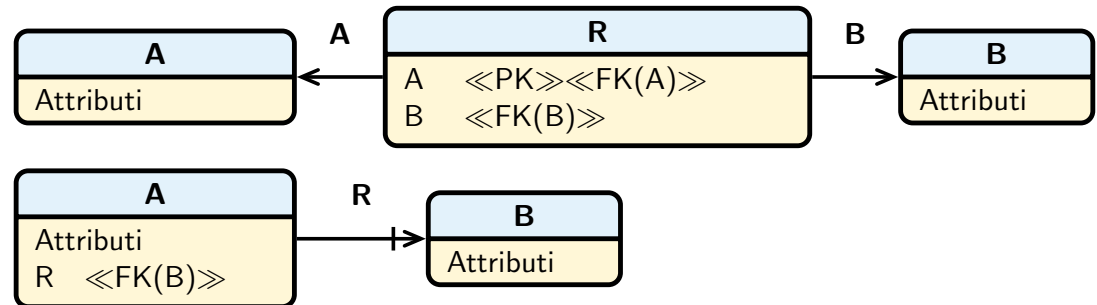 A
Attributi
A
R
A ≪PK≫≪FK(A)≫
B ≪FK(B)≫
B
B
Attributi
A
Attributi
R ≪FK(B)≫
R
B
Attributi